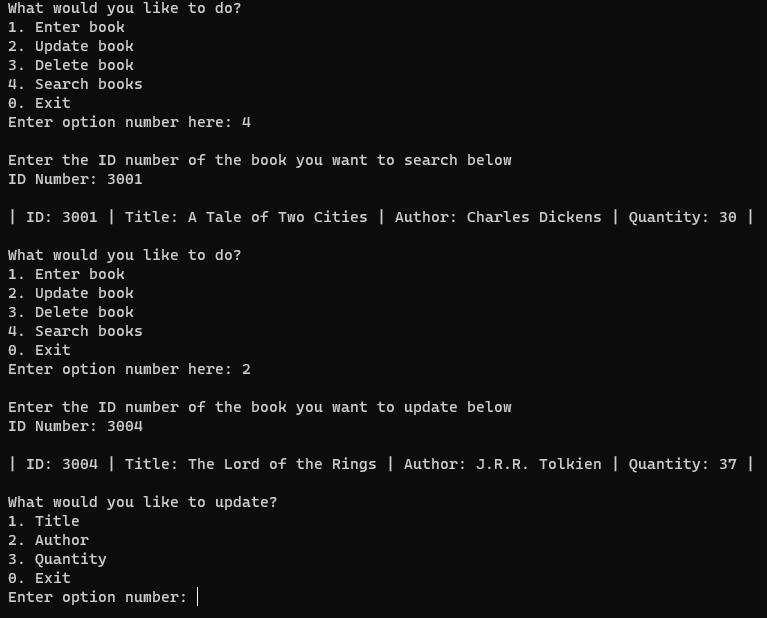 What would you like to do?
1. Enter book
2. Update book
3. Delete book
4. Search books
0. Exit
Enter option number here: 4
Enter the ID number of the book you want to search below
ID Number: 3001
| ID: 3001 | Title: A Tale of Two Cities | Author: Charles Dickens | Quantity: 30 |
What would you like to do?
1. Enter book
2. Update book
3. Delete book
4. Search books
0. Exit
Enter option number here: 2
Enter the ID number of the book you want to update below
ID Number: 3004
| ID: 3004 | Title: The Lord of the Rings | Author: J.R.R. Tolkien | Quantity: 37 |
What would you like to update?
1. Title
2. Author
3. Quantity
0. Exit
Enter option number: